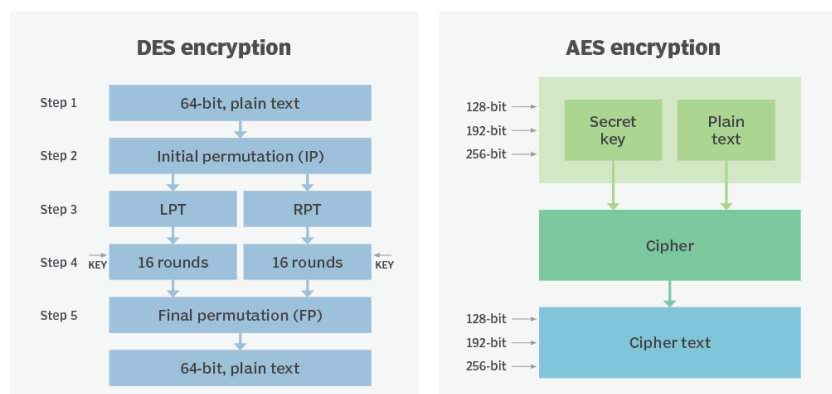 DES encryption
Step 1
64-bit, plain text
Step 2
Initial permutation (IP)
Step 3
LPT
RPT
Step 4
KEY
16 rounds
16 rounds
KEY
Step 5
Final permutation (FP)
64-bit, plain text
AES encryption
128-bit
192-bit
256-bit
Secret
key
Plain
text
Cipher
128-bit
192-bit
256-bit
Cipher text